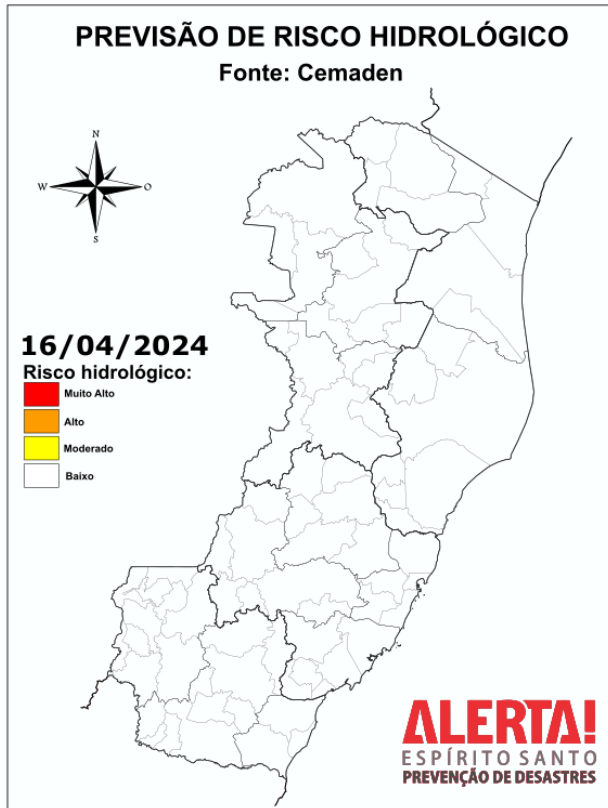 PREVISÃO DE RISCO HIDROLÓGICO
Fonte: Cemaden
N
W
O
S
16/04/2024
Risco hidrológico:
Muito Alto
Alto
Moderado
Baixo
ALERTA!
ESPÍRITO SANTO
PREVENÇÃO DE DESASTRES